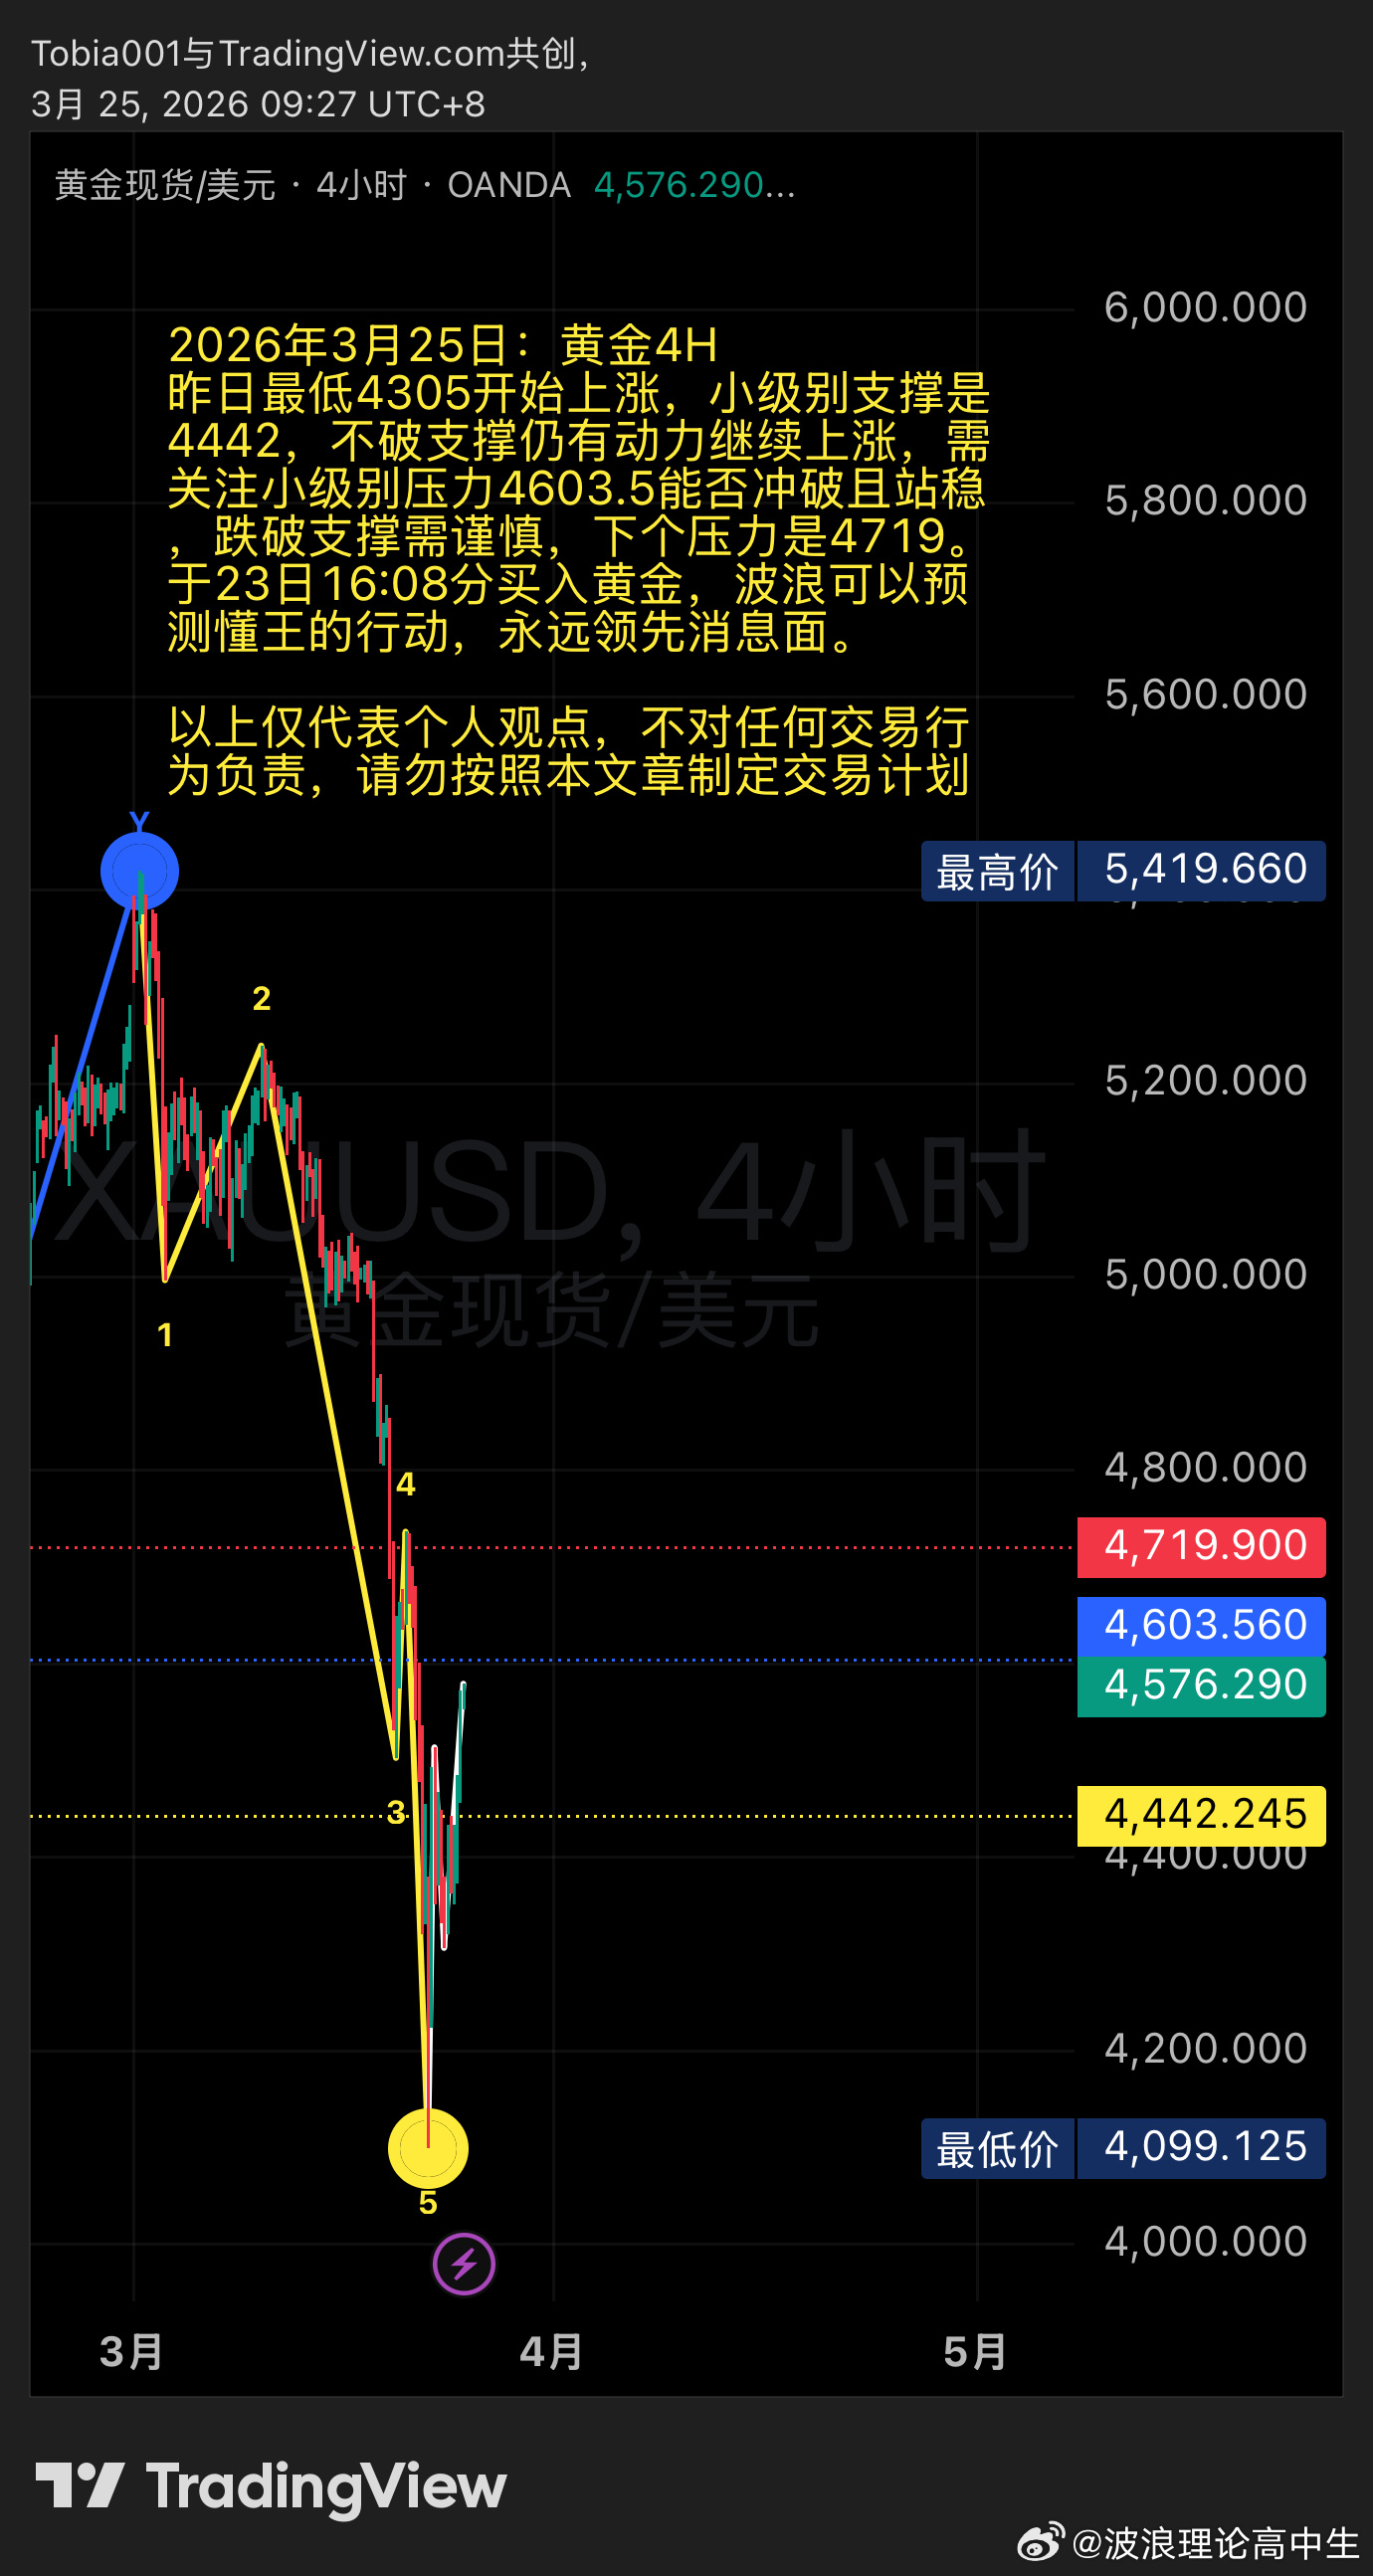 Tobia001与TradingView.com共创，
3月 25, 2026 09:27 UTC+8
黄金现货/美元 · 4小时 · OANDA 4,576.290...
6,000.000
2026年3月25日：黄金4H
昨日最低4305开始上涨，小级别支撑是
4442，不破支撑仍有动力继续上涨，需
关注小级别压力4603.5能否冲破且站稳
，跌破支撑需谨慎，下个压力是4719。
于23日16:08分买入黄金，波浪可以预
测懂王的行动，永远领先消息面。
以上仅代表个人观点，不对任何交易行
为负责，请勿按照本文章制定交易计划
5,800.000
5,600.000
Y
最高价 5,419.660
2
5,200.000
XAUUSD, 4小时
黄金现货/美元
5,000.000
1
4,800.000
4
4,719.900
4,603.560
4,576.290
3
4,442.245
4,400.000
4,200.000
最低价 4,099.125
5
4,000.000
3月 4月 5月
TradingView
@波浪理论高中生